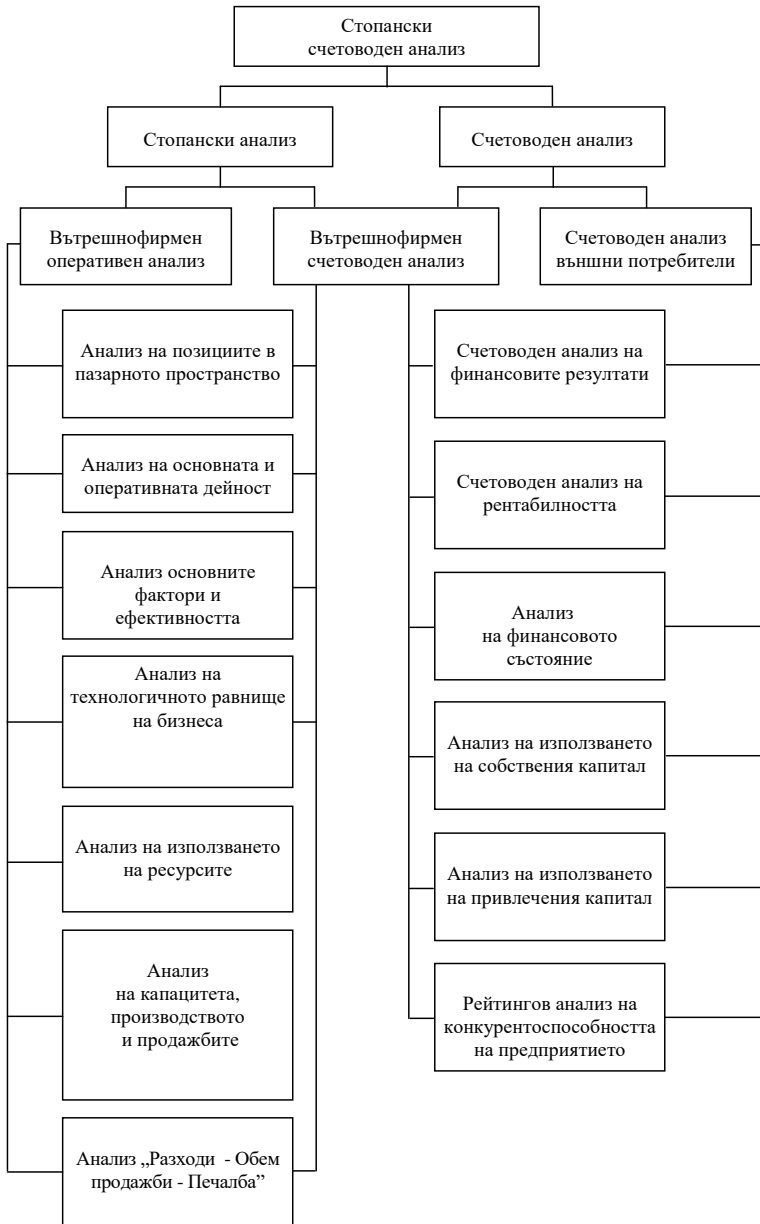 Стопански
счетоводен анализ
Стопански анализ
Счетоводен анализ
Вътрешнофирмен
оперативен анализ
Вътрешнофирмен
счетоводен анализ
Счетоводен анализ
външни потребители
Анализ на позициите в
пазарното пространство
Анализ на основната и
оперативната дейност
Анализ основните
фактори и
ефективността
Анализ на
технологичното равнище
на бизнеса
Анализ на използването
на ресурсите
Анализ
на капацитета,
производството
и продажбите
Анализ „Разходи - Обем
продажби - Печалба”
Счетоводен анализ на
финансовите резултати
Счетоводен анализ на
рентабилността
Анализ
на финансовото
състояние
Анализ на използването
на собствения капитал
Анализ на използването
на привлечения капитал
Рейтингов анализ на
конкурентоспособността
на предприятието